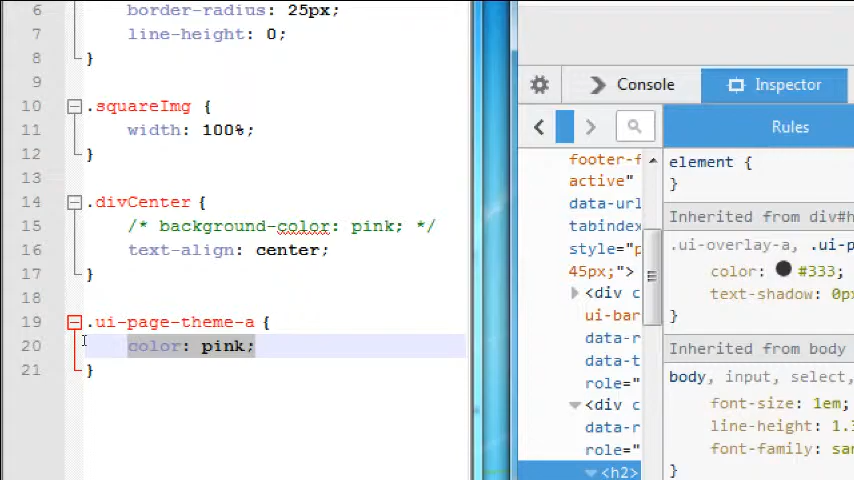 6 border-radius: 25px;
7 line-height: 0;
8 }
9
10 .squareImg {
11 width: 100%;
12 }
13
14 .divCenter {
15 /* background-color: pink; */
16 text-align: center;
17 }
18
19 .ui-page-theme-a {
20 color: pink;
21 }
Console
Inspector
Rules
footer-f
active"
data-url
tabindex
style="p
45px;">
<div c
ui-bar
data-r
data-t
role="
<div c
data-r
role="
<h2>
element {
}
Inherited from div#h
.ui-overlay-a, .ui-p
color: #333;
text-shadow: 0px
}
Inherited from body
body, input, select,
font-size: 1em;
line-height: 1.3
font-family: san
}